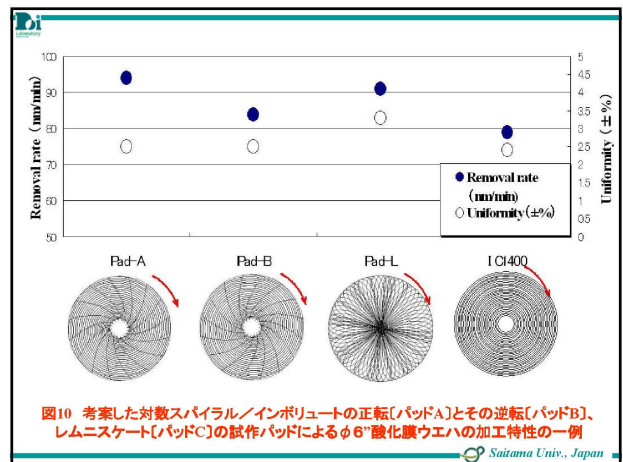 Doi
Laboratory
100
90
80
70
60
50
Removal rate (nm/min)
5
4.5
4
3.5
3
2.5
2
1.5
1
0.5
0
Uniformity (±%)
Removal rate
(nm/min)
Uniformity(±%)
Pad-A
Pad-B
Pad-L
IC1400
図10 考案した対数スパイラル／インボリュートの正転〔パッドA〕とその逆転〔パッドB〕、
レムニスケート〔パッドC〕の試作パッドによるφ6”酸化膜ウエハの加工特性の一例
Saitama Univ., Japan